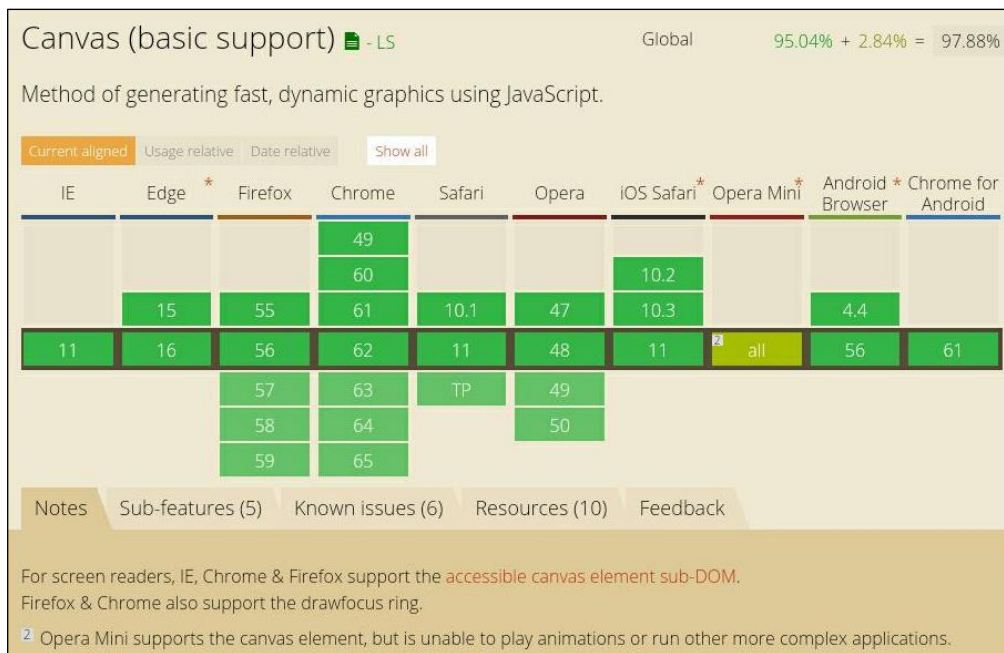 Canvas (basic support) - LS Global 95.04% + 2.84% = 97.88%
Method of generating fast, dynamic graphics using JavaScript.
Current aligned Usage relative Date relative Show all
IE Edge * Firefox Chrome Safari Opera iOS Safari * Opera Mini * Android Browser * Chrome for Android
49
60 10.2
15 55 61 10.1 47 10.3 4.4
11 16 56 62 11 48 11 2 all 56 61
57 63 TP 49
58 64 50
59 65
Notes Sub-features (5) Known issues (6) Resources (10) Feedback
For screen readers, IE, Chrome & Firefox support the accessible canvas element sub-DOM.
Firefox & Chrome also support the drawfocus ring.
2 Opera Mini supports the canvas element, but is unable to play animations or run other more complex applications.